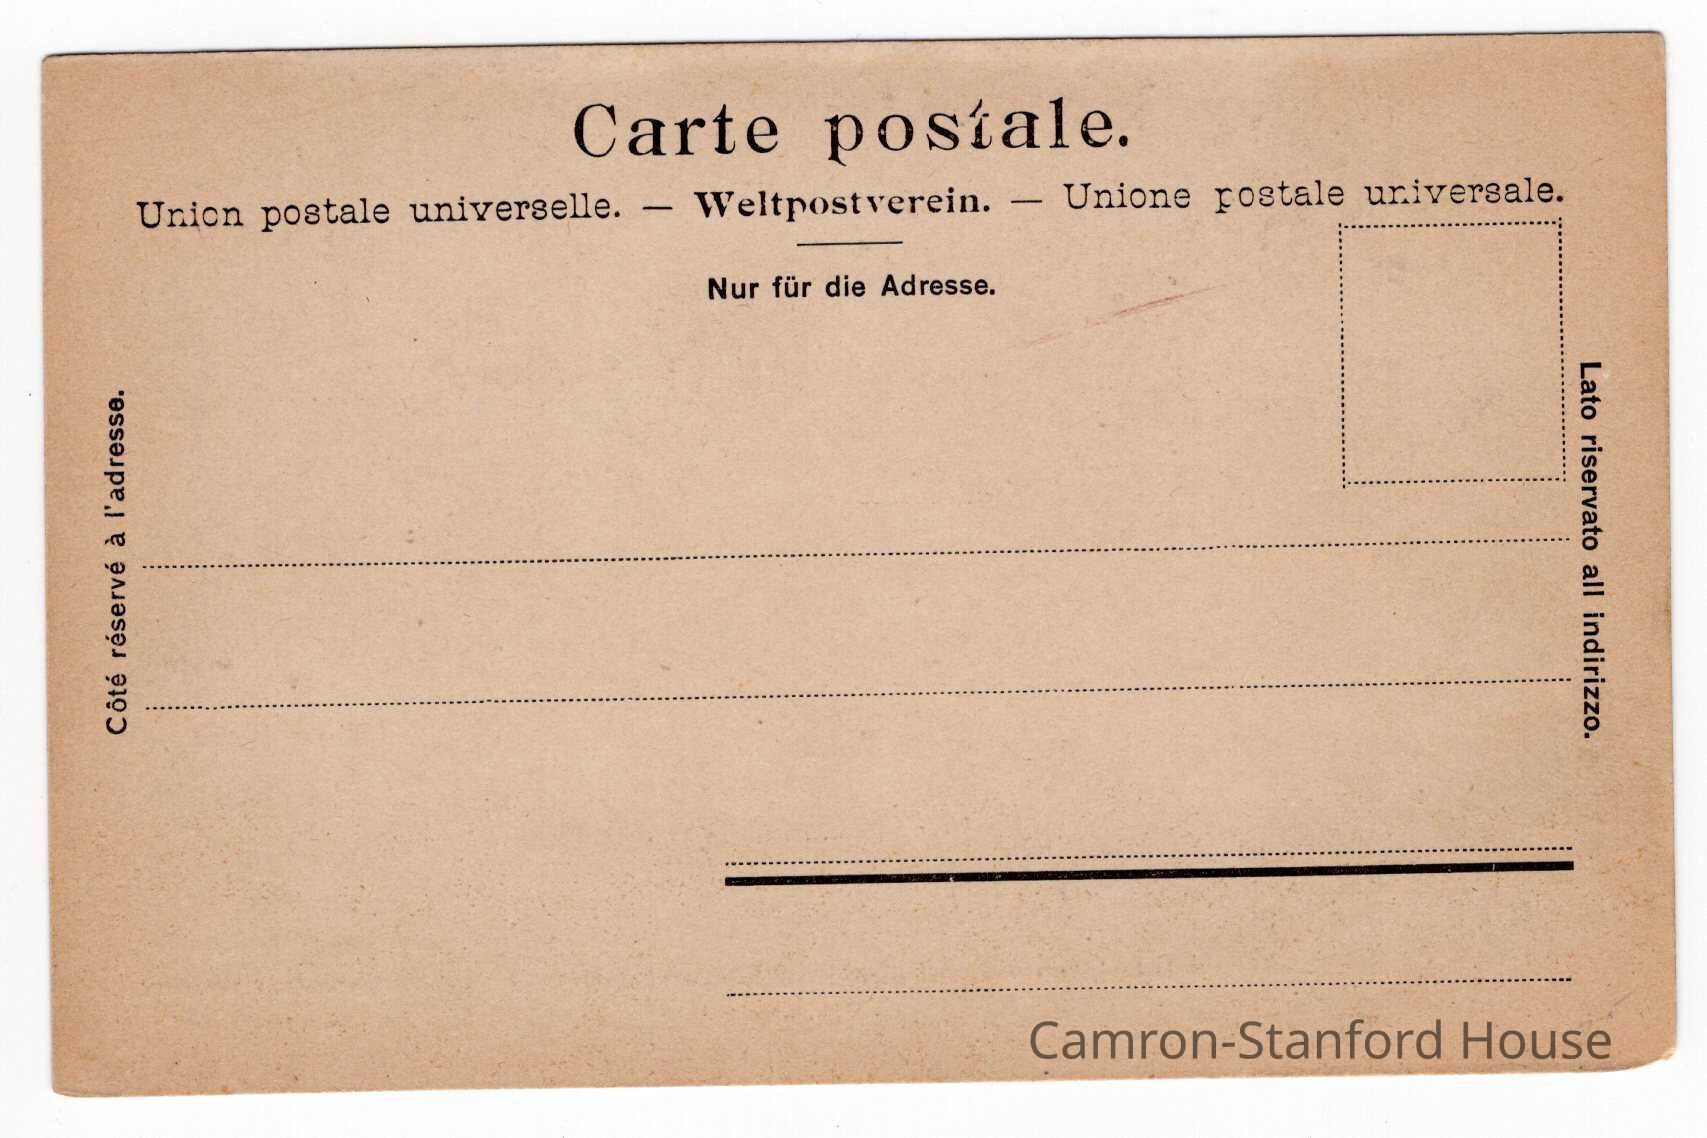 Carte postale.
Union postale universelle. — Weltpostverein. — Unione postale universale.
Nur für die Adresse.
Côté réservé à l'adresse.
Lato riservato all indirizzo.
Camron-Stanford House